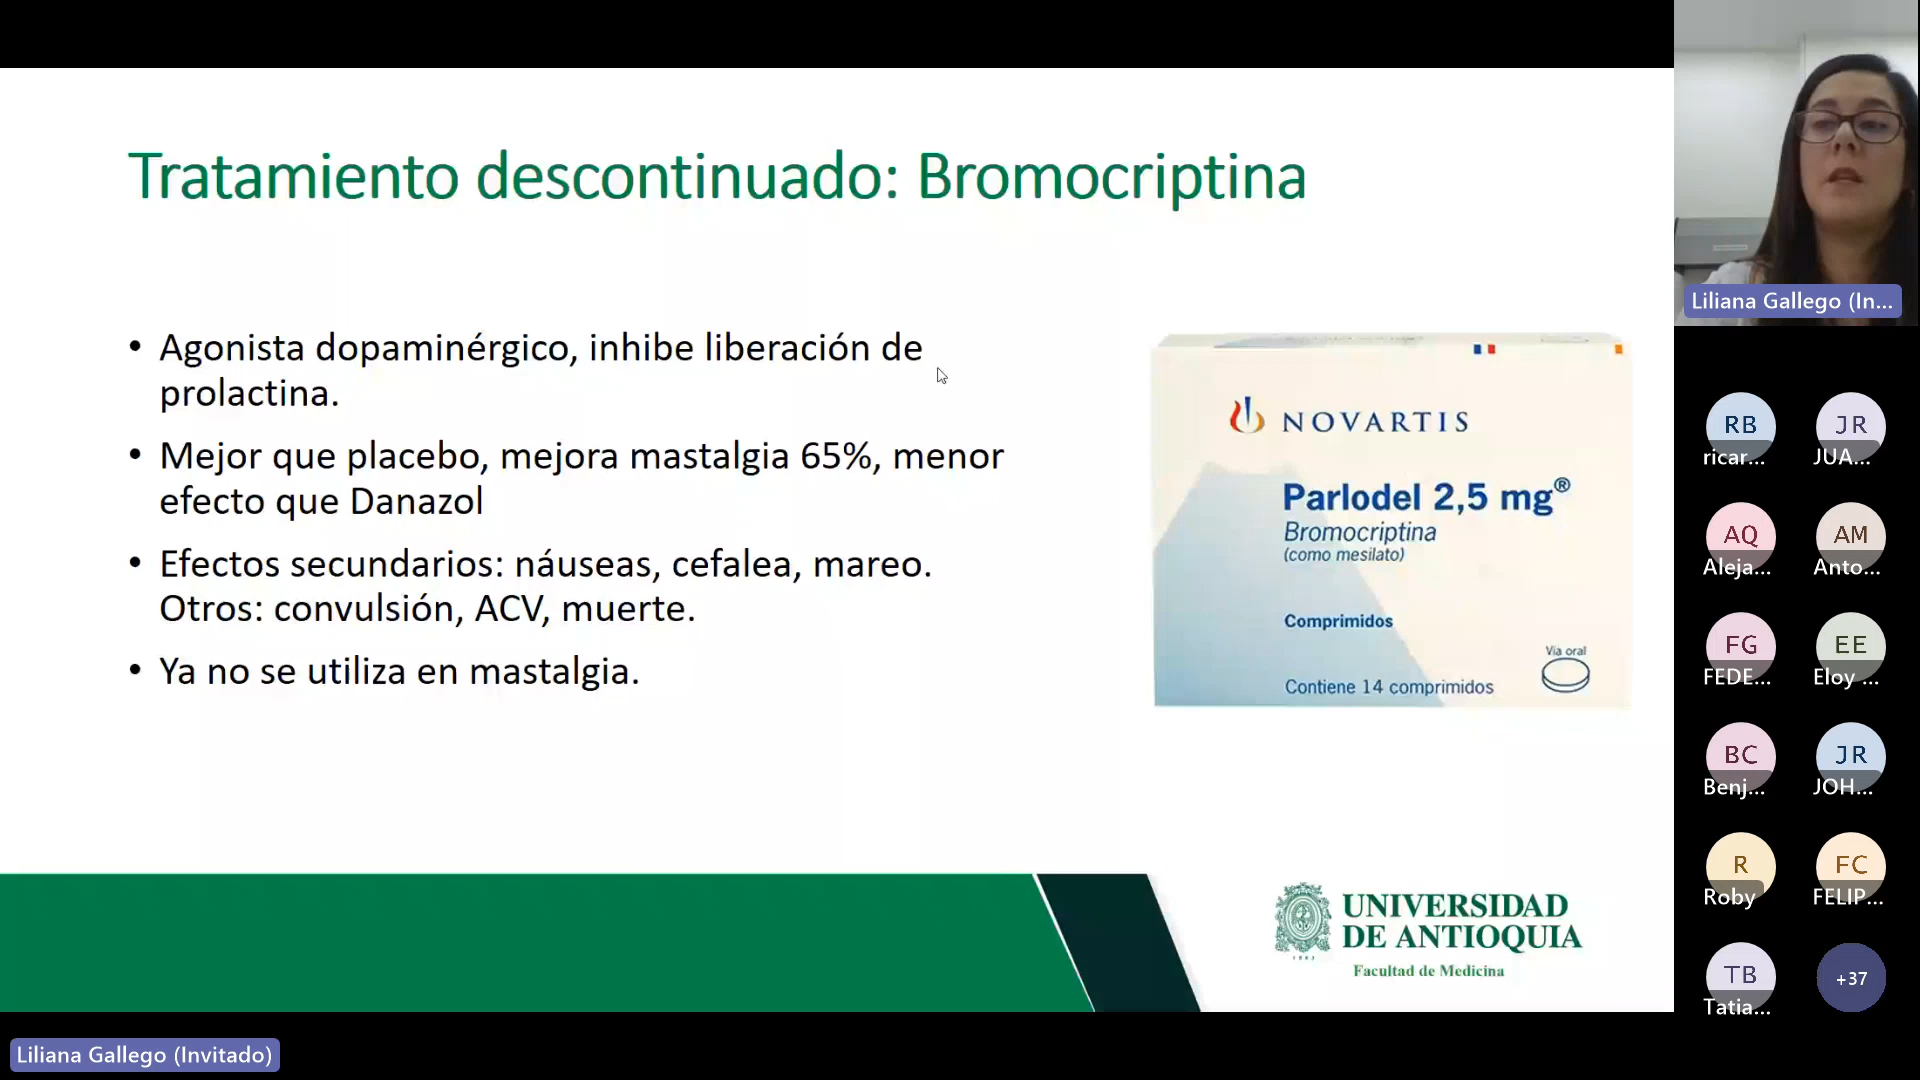 Tratamiento descontinuado: Bromocriptina
• Agonista dopaminérgico, inhibe liberación de
prolactina.
• Mejor que placebo, mejora mastalgia 65%, menor
efecto que Danazol
• Efectos secundarios: náuseas, cefalea, mareo.
Otros: convulsión, ACV, muerte.
• Ya no se utiliza en mastalgia.
NOVARTIS
Parlodel 2,5 mg®
Bromocriptina
(como mesilato)
Comprimidos
Vía oral
Contiene 14 comprimidos
UNIVERSIDAD
DE ANTIOQUIA
Facultad de Medicina
Liliana Gallego (In...
RB
ricar...
JR
JUA...
AQ
Aleja...
AM
Anto...
FG
FEDE...
EE
Eloy ...
BC
Benj...
JR
JOH...
R
Roby
FC
FELIP...
TB
Tatia...
+37
Liliana Gallego (Invitado)